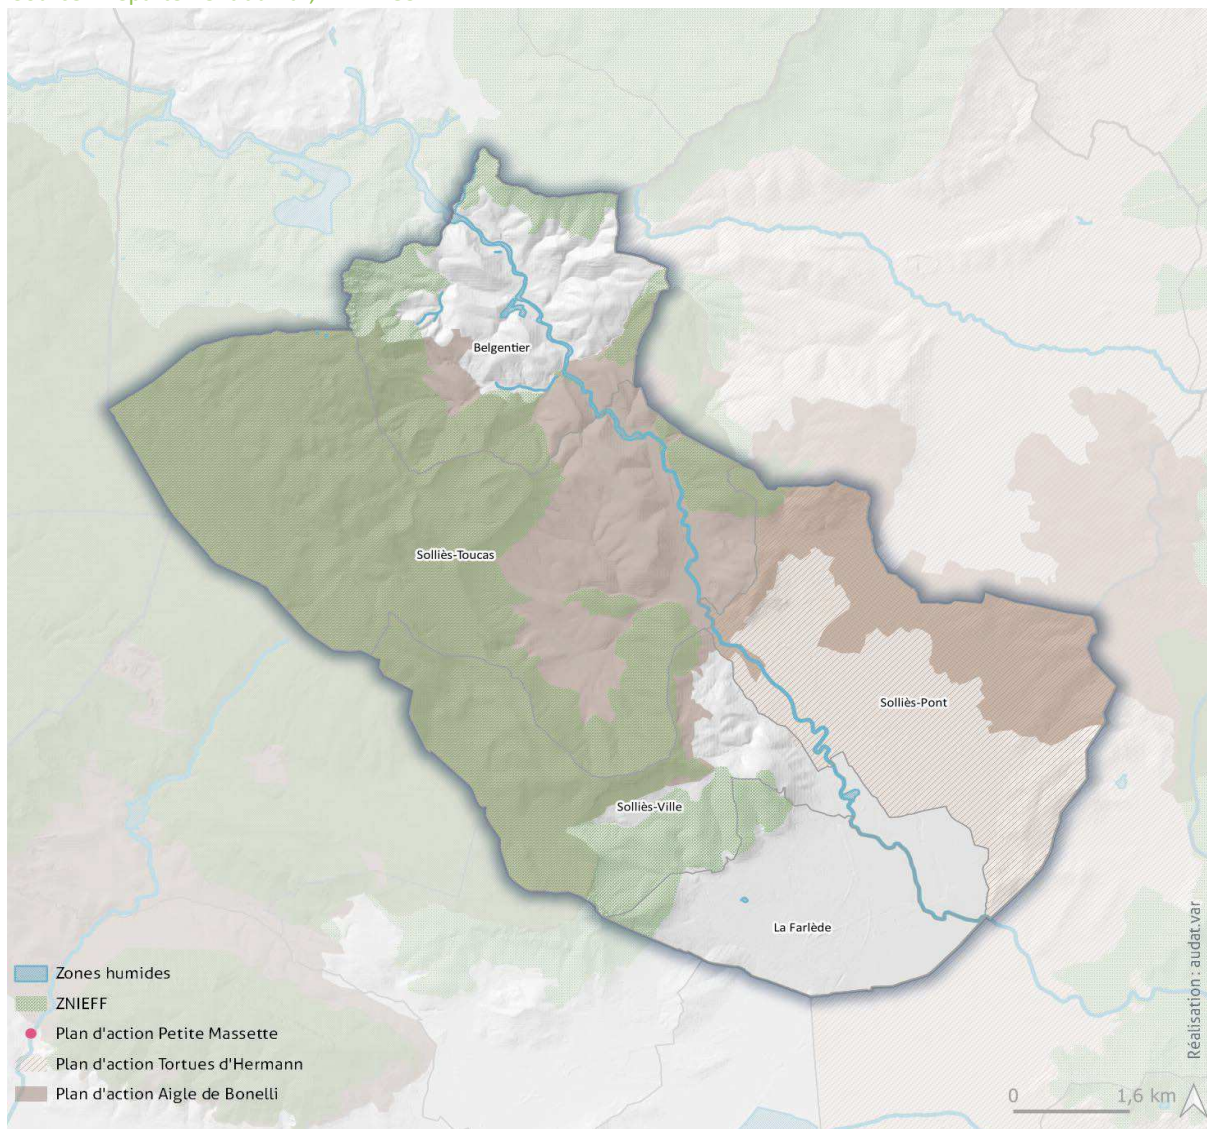 Belgentier
Solliès-Toucas
Solliès-Pont
Solliès-Ville
La Farlède
Zones humides
ZNIEFF
Plan d'action Petite Massette
Plan d'action Tortues d'Hermann
Plan d'action Aigle de Bonelli
0 1,6 km
Réalisation : audat.var